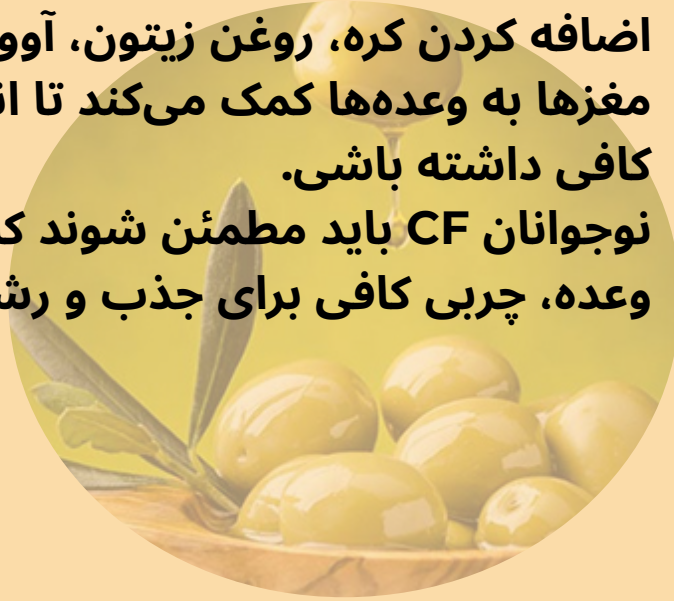 اضافه کردن کره، روغن زیتون، آوو
مغزها به وعده‌ها کمک می‌کند تا
کافی داشته باشی.
نوجوانان CF باید مطمئن شوند
وعده، چربی کافی برای جذب و